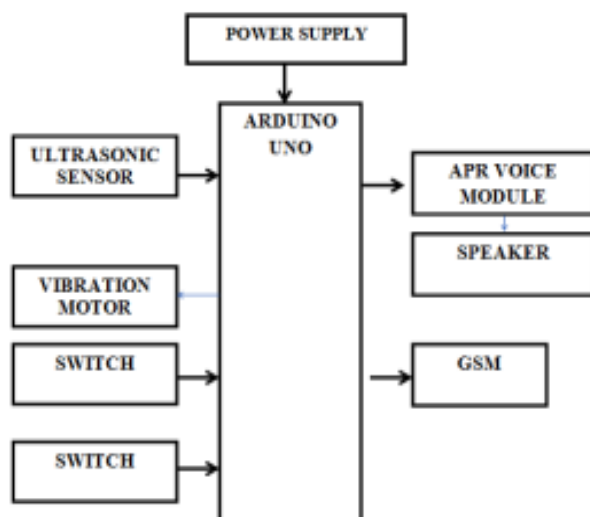 POWER SUPPLY
ARDUINO
UNO
ULTRASONIC
SENSOR
APR VOICE
MODULE
SPEAKER
VIBRATION
MOTOR
SWITCH
GSM
SWITCH